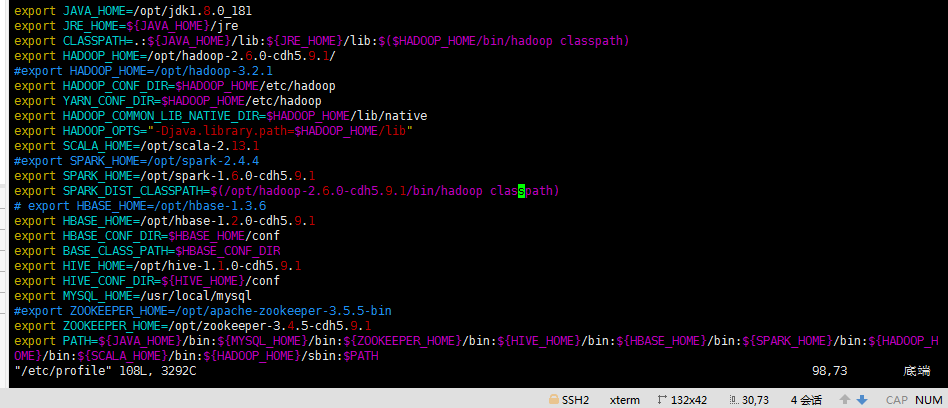 export JAVA_HOME=/opt/jdk1.8.0_181
export JRE_HOME=${JAVA_HOME}/jre
export CLASSPATH=.:${JAVA_HOME}/lib:${JRE_HOME}/lib:$($HADOOP_HOME/bin/hadoop classpath)
export HADOOP_HOME=/opt/hadoop-2.6.0-cdh5.9.1/
#export HADOOP_HOME=/opt/hadoop-3.2.1
export HADOOP_CONF_DIR=$HADOOP_HOME/etc/hadoop
export YARN_CONF_DIR=$HADOOP_HOME/etc/hadoop
export HADOOP_COMMON_LIB_NATIVE_DIR=$HADOOP_HOME/lib/native
export HADOOP_OPTS="-Djava.library.path=$HADOOP_HOME/lib"
export SCALA_HOME=/opt/scala-2.13.1
#export SPARK_HOME=/opt/spark-2.4.4
export SPARK_HOME=/opt/spark-1.6.0-cdh5.9.1
export SPARK_DIST_CLASSPATH=$(/opt/hadoop-2.6.0-cdh5.9.1/bin/hadoop classpath)
# export HBASE_HOME=/opt/hbase-1.3.6
export HBASE_HOME=/opt/hbase-1.2.0-cdh5.9.1
export HBASE_CONF_DIR=$HBASE_HOME/conf
export BASE_CLASS_PATH=$HBASE_CONF_DIR
export HIVE_HOME=/opt/hive-1.1.0-cdh5.9.1
export HIVE_CONF_DIR=${HIVE_HOME}/conf
export MYSQL_HOME=/usr/local/mysql
#export ZOOKEEPER_HOME=/opt/apache-zookeeper-3.5.5-bin
export ZOOKEEPER_HOME=/opt/zookeeper-3.4.5-cdh5.9.1
export PATH=${JAVA_HOME}/bin:${MYSQL_HOME}/bin:${ZOOKEEPER_HOME}/bin:${HIVE_HOME}/bin:${HBASE_HOME}/bin:${SPARK_HOME}/bin:${HADOOP_H
OME}/bin:${SCALA_HOME}/bin:${HADOOP_HOME}/sbin:$PATH
"/etc/profile" 108L, 3292C 98,73 底端
SSH2 xterm 132x42 30,73 4 会话 CAP NUM